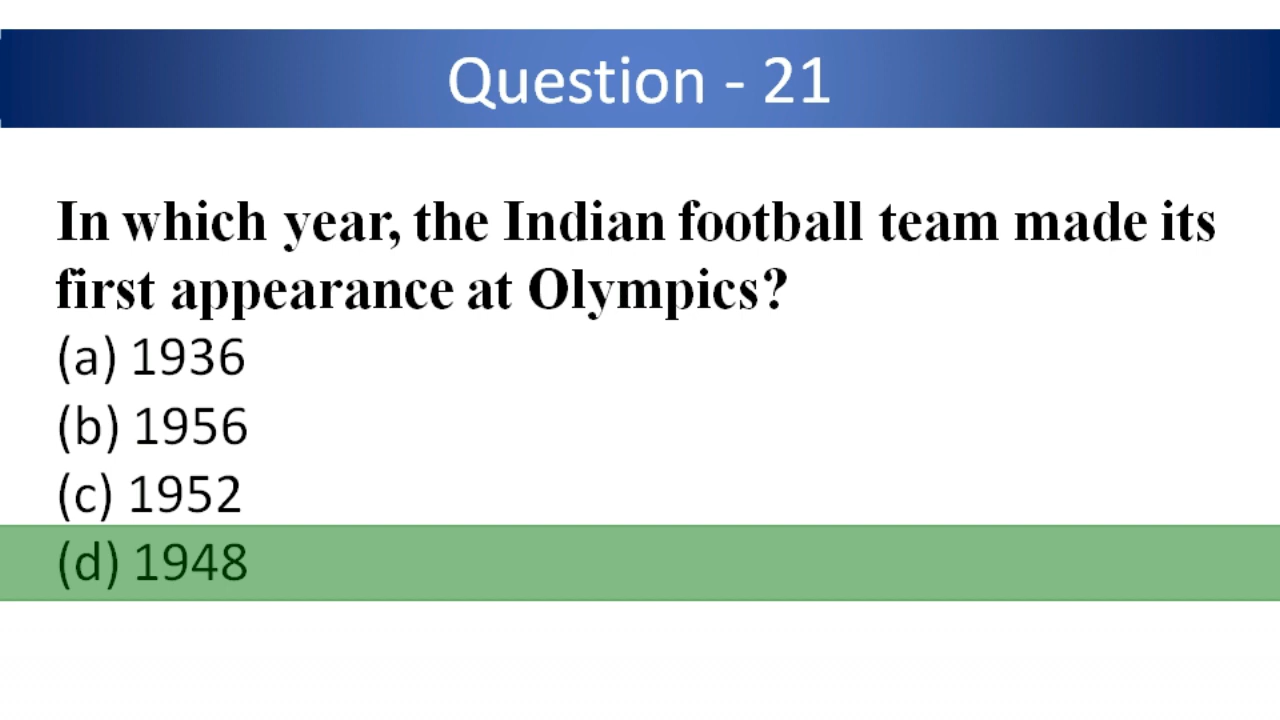 Question - 21
In which year, the Indian football team made its
first appearance at Olympics?
(a) 1936
(b) 1956
(c) 1952
(d) 1948